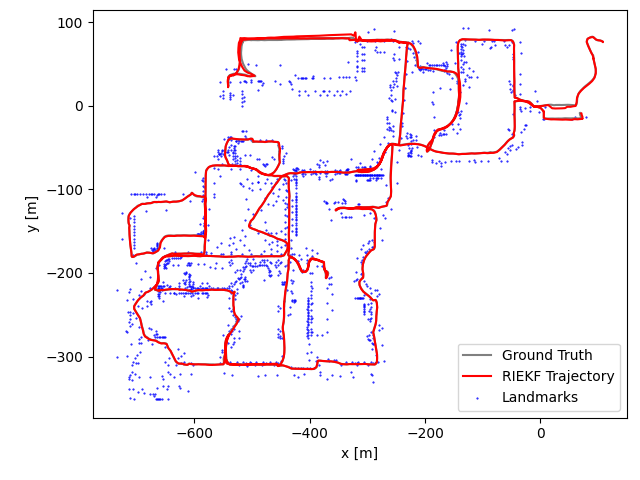 100
0
−100
−200
−300
y [m]
−600
−400
−200
0
x [m]
Ground Truth
RIEKF Trajectory
Landmarks